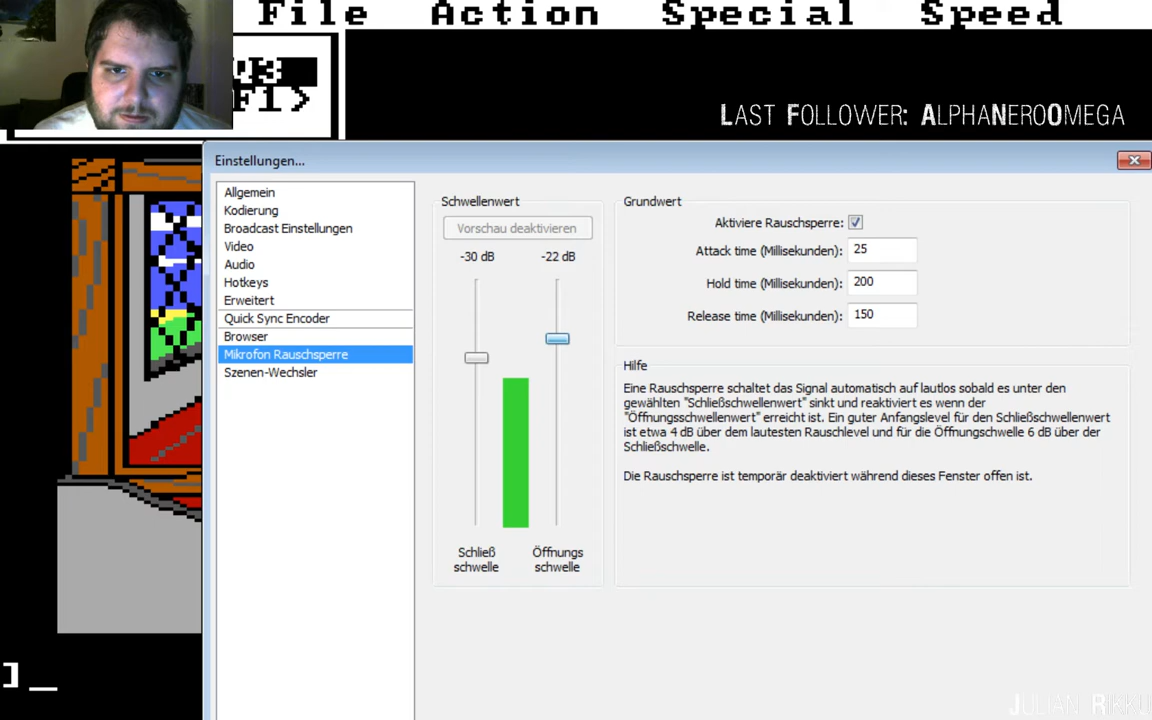 File Action Special Speed
F1>
LAST FOLLOWER: ALPHANEROOMEGA
Einstellungen...
Allgemein
Kodierung
Broadcast Einstellungen
Video
Audio
Hotkeys
Erweitert
Quick Sync Encoder
Browser
Mikrofon Rauschsperre
Szenen-Wechsler
Schwellenwert
Vorschau deaktivieren
-30 dB
-22 dB
Schließ
schwelle
Öffnungs
schwelle
Grundwert
Aktiviere Rauschsperre:
Attack time (Millisekunden): 25
Hold time (Millisekunden): 200
Release time (Millisekunden): 150
Hilfe
Eine Rauschsperre schaltet das Signal automatisch auf lautlos sobald es unter den
gewählten "Schließschwellenwert" sinkt und reaktiviert es wenn der
"Öffnungsschwellenwert" erreicht ist. Ein guter Anfangslevel für den Schließschwellenwert
ist etwa 4 dB über dem lautesten Rauschlevel und für die Öffnungschwelle 6 dB über der
Schließschwelle.
Die Rauschsperre ist temporär deaktiviert während dieses Fenster offen ist.
]_
JULIAN RIKKU